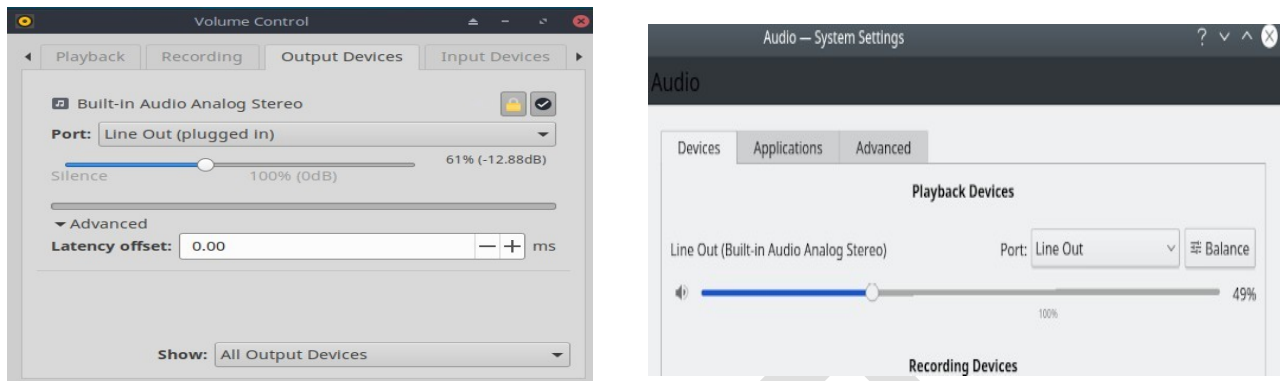 Volume Control
Playback Recording Output Devices Input Devices
Built-in Audio Analog Stereo
Port: Line Out (plugged in)
61% (-12.88dB)
Silence 100% (0dB)
Advanced
Latency offset: 0.00 ms
Show: All Output Devices
Audio — System Settings
Audio
Devices Applications Advanced
Playback Devices
Line Out (Built-in Audio Analog Stereo) Port: Line Out Balance
49%
100%
Recording Devices